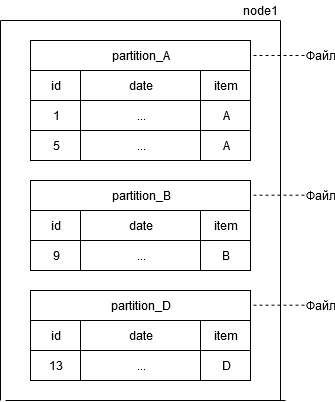 node1
partition_A
Файл
id date item
1 ... A
5 ... A
partition_B
Файл
id date item
9 ... B
partition_D
Файл
id date item
13 ... D